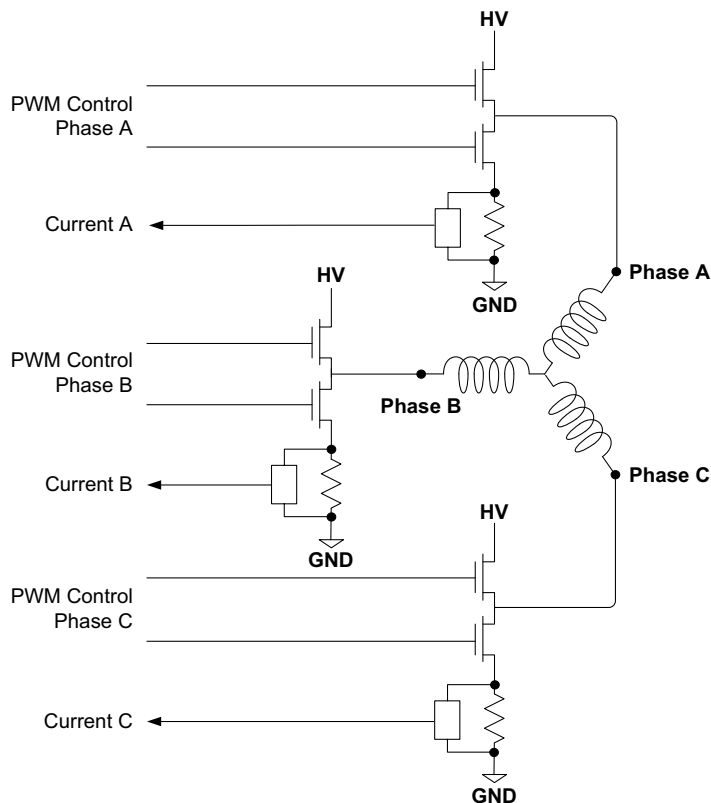 HV
PWM Control
Phase A
Current A
GND
Phase A
HV
PWM Control
Phase B
Phase B
Current B
GND
Phase C
HV
PWM Control
Phase C
Current C
GND